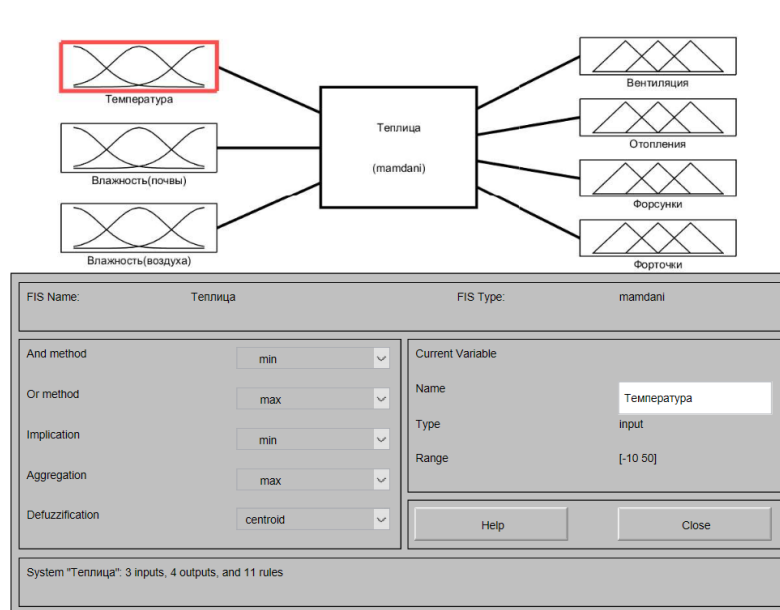 Температура
Влажность(почвы)
Влажность(воздуха)
Теплица
(mamdani)
Вентиляция
Отопления
Форсунки
Форточки
FIS Name: Теплица FIS Type: mamdani
And method min
Or method max
Implication min
Aggregation max
Defuzzification centroid
Current Variable
Name Температура
Type input
Range [-10 50]
Help Close
System "Теплица": 3 inputs, 4 outputs, and 11 rules